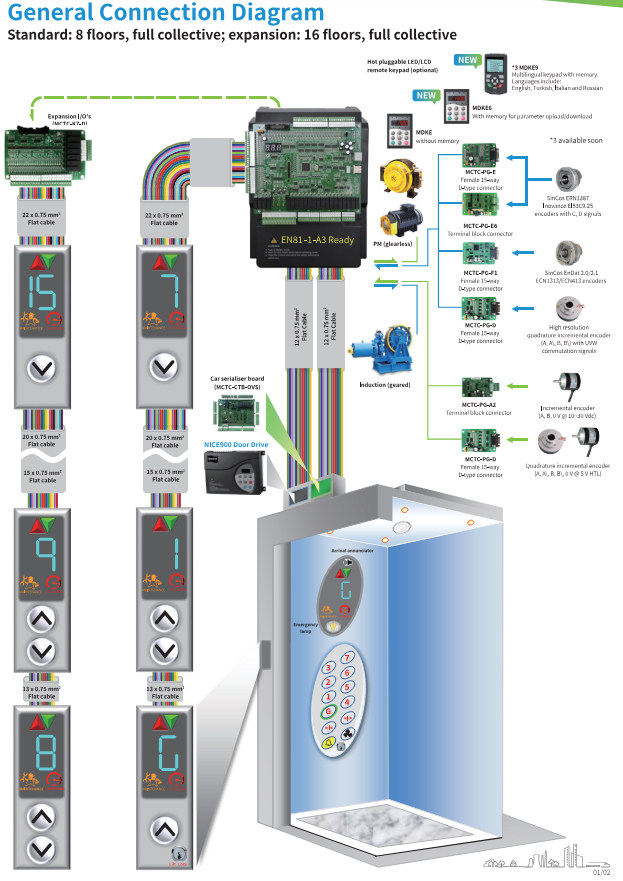 General Connection Diagram
Standard: 8 floors, full collective; expansion: 16 floors, full collective
Hot pluggable LED/LCD
remote keypad (optional)
NEW
*3 MDKE9
Multilingual keypad with memory.
Languages include:
English, Turkish, Italian and Russian
NEW
MDKE6
With memory for parameter upload/download
MDKE
without memory
*3 available soon
Expansion I/O's
22 x 0.75 mm²
Flat cable
22 x 0.75 mm²
Flat cable
EN81-1-A3 Ready
PM (gearless)
Induction (geared)
MCTC-PG-E
Female 15-way
D-type connector
MCTC-PG-E6
Terminal block connector
MCTC-PG-F1
Female 15-way
D-type connector
MCTC-PG-D
Female 15-way
D-type connector
MCTC-PG-A2
Terminal block connector
MCTC-PG-D
Female 15-way
D-type connector
SinCos ERN1387
Inovance EI53C9.25
encoders with C, D signals
SinCos EnDat 2.0/2.1
ECN1313/ECN413 encoders
High resolution
quadrature incremental encoder
(A, A\, B, B\) with UVW
commutation signals
Incremental encoder
(A, B, 0 V @ 10~30 Vdc)
Quadrature incremental encoder
(A, A\, B, B\, 0 V @ 5 V HTL)
12 x 0.75 mm²
Flat Cable
12 x 0.75 mm²
Flat Cable
Car serialiser board
(MCTC-CTB-OVS)
NICE900 Door Drive
15
7
20 x 0.75 mm²
Flat cable
20 x 0.75 mm²
Flat cable
15 x 0.75 mm²
Flat cable
15 x 0.75 mm²
Flat cable
9
1
13 x 0.75 mm²
Flat cable
13 x 0.75 mm²
Flat cable
8
G
Arrival annunciator
G
Emergency
lamp
7
3
6
2
5
1
4
G
01/02